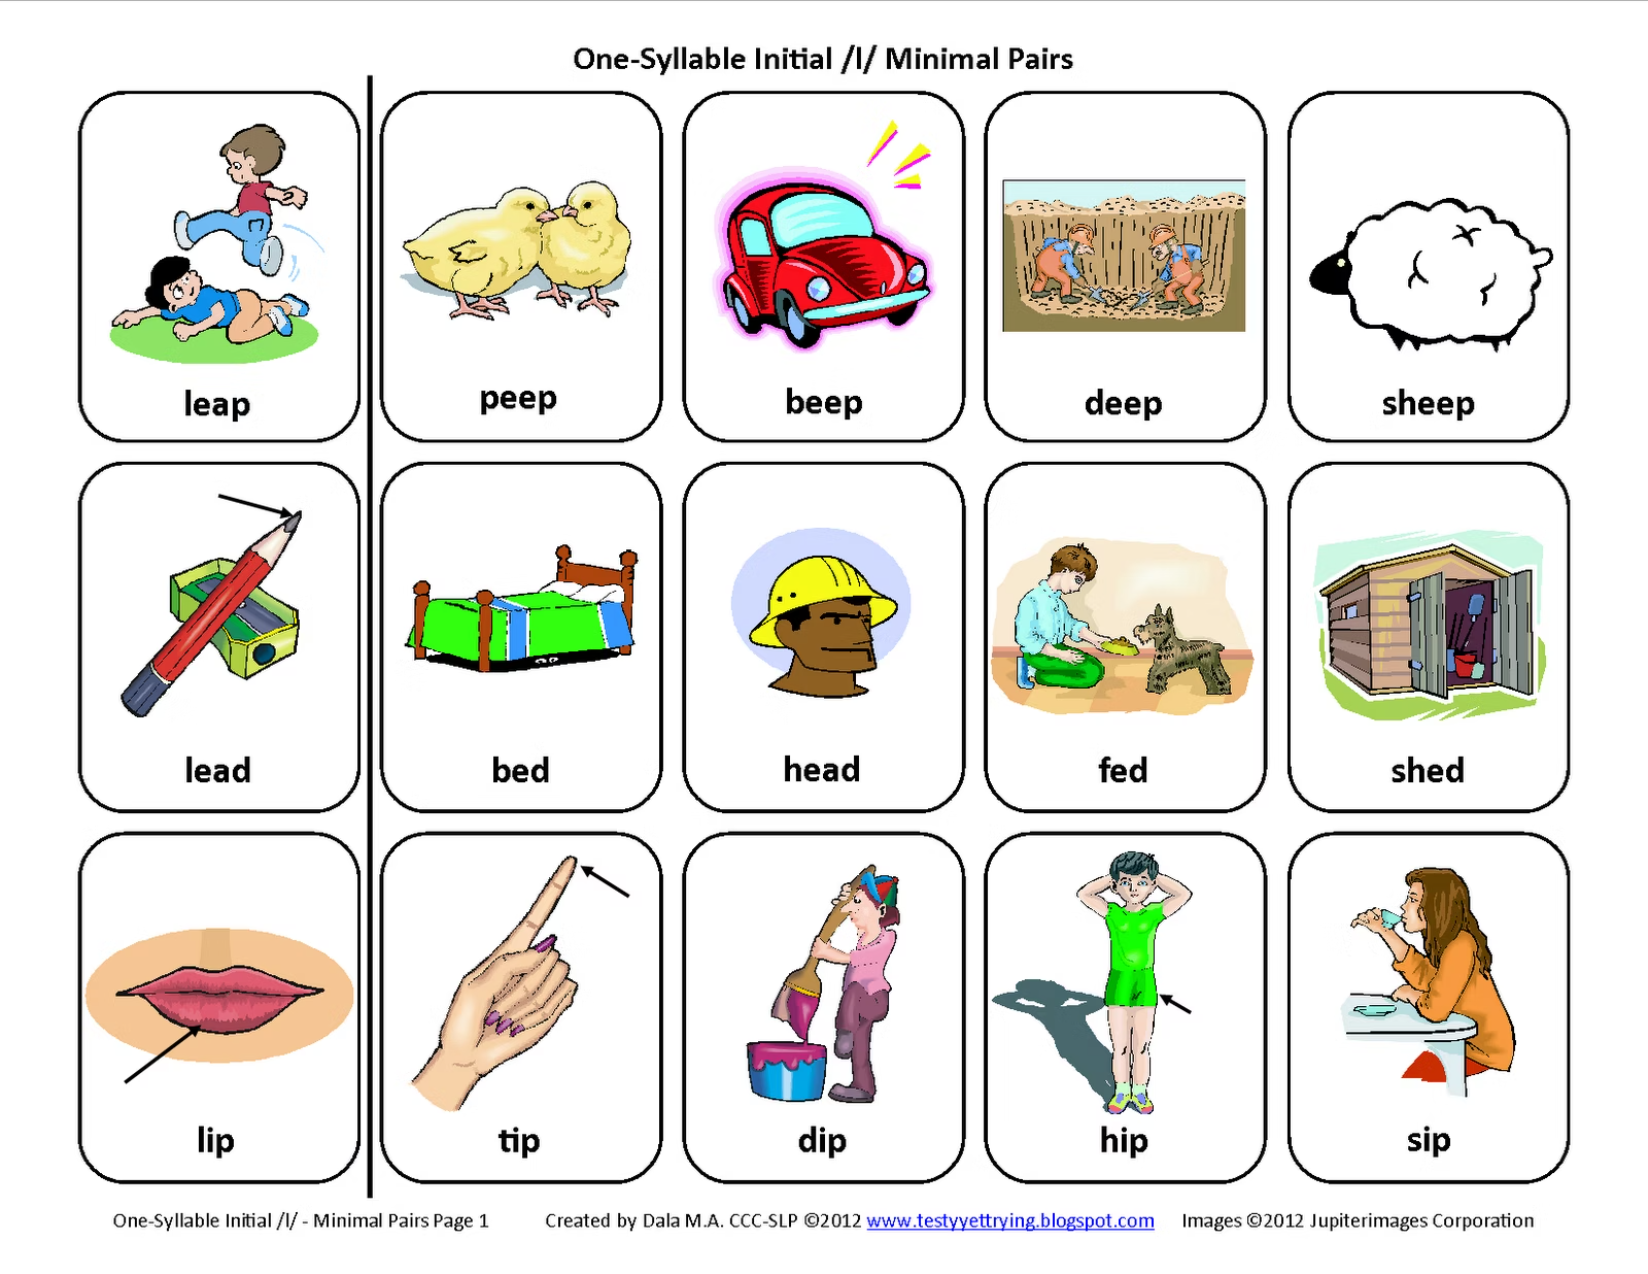 One-Syllable Initial /l/ Minimal Pairs
leap peep beep deep sheep
lead bed head fed shed
lip tip dip hip sip
One-Syllable Initial /l/ - Minimal Pairs Page 1 Created by Dala M.A. CCC-SLP ©2012 www.testyyettrying.blogspot.com Images ©2012 Jupiterimages Corporation